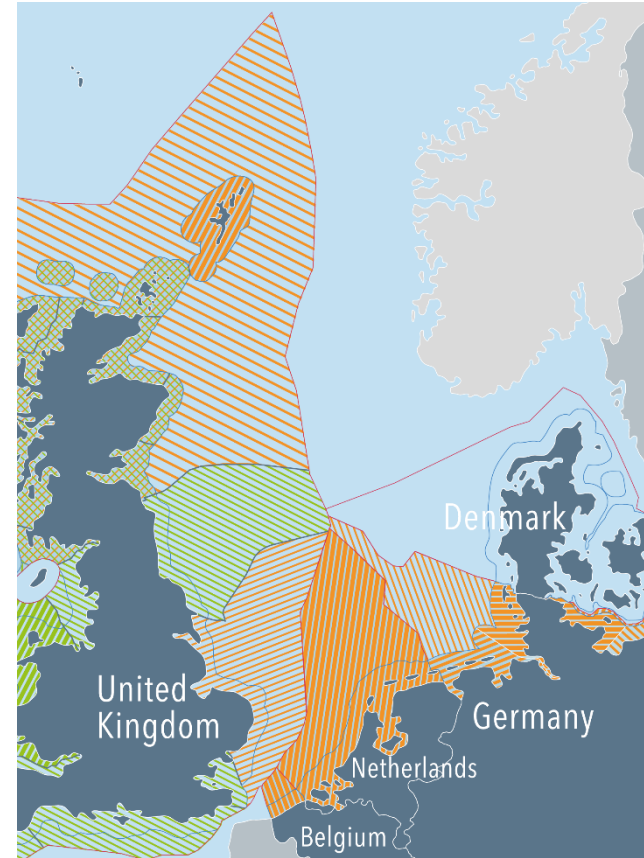 Denmark
United
Kingdom
Germany
Netherlands
Belgium